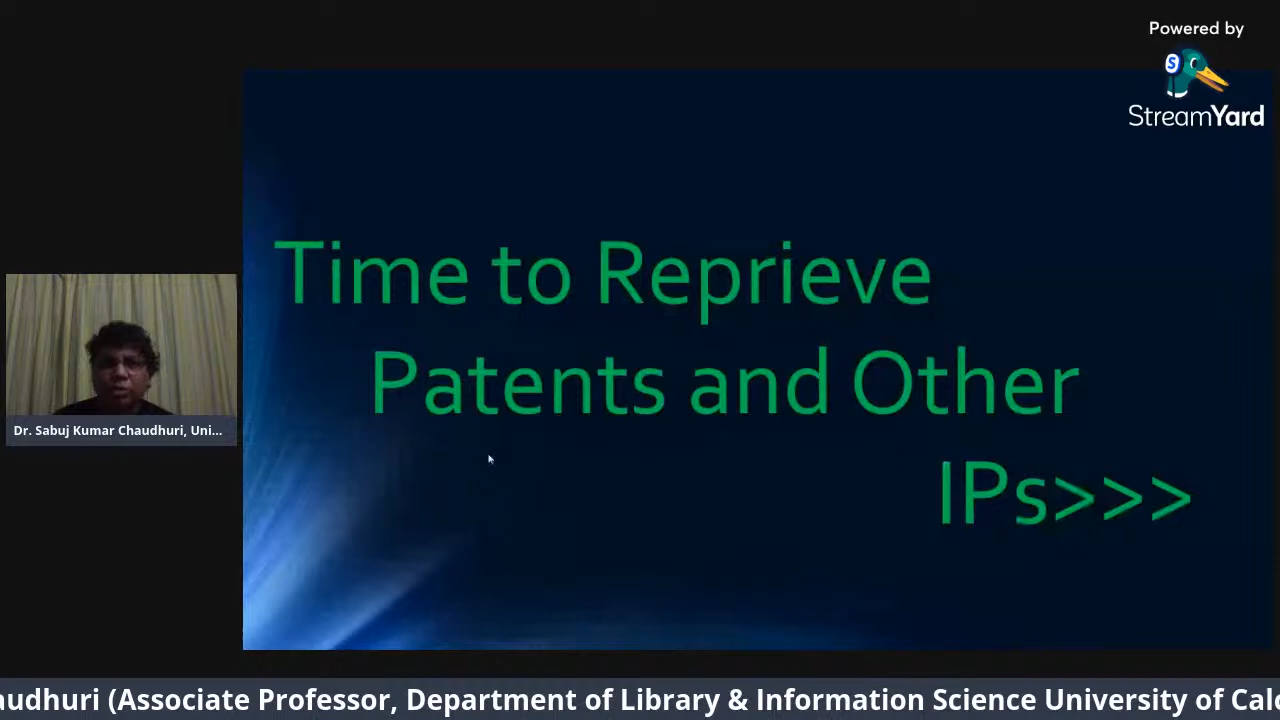 Powered by
StreamYard
Time to Reprieve
Patents and Other
IPs>>>
Dr. Sabuj Kumar Chaudhuri, Uni...
audhuri (Associate Professor, Department of Library & Information Science University of Calc